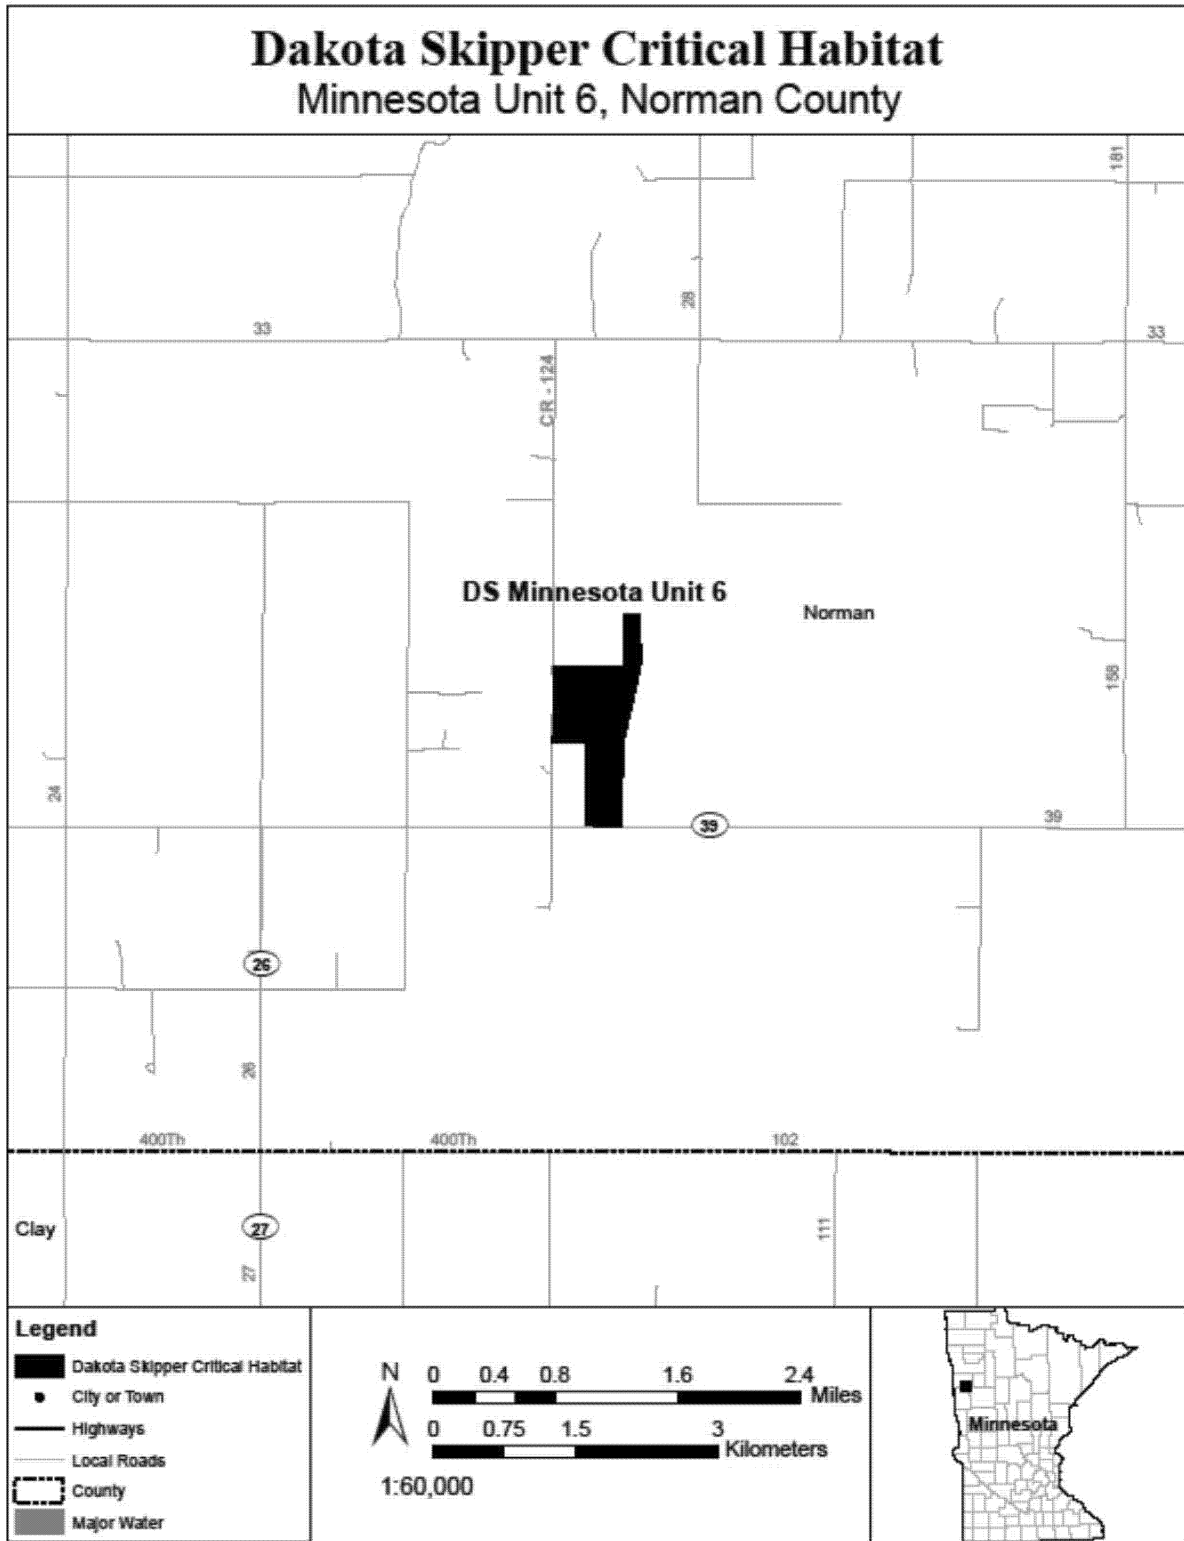 Dakota Skipper Critical Habitat
Minnesota Unit 6, Norman County
181
28
33
33
CR - 124
DS Minnesota Unit 6
Norman
158
24
39
39
26
26
400Th
400Th
102
Clay
27
27
111
Legend
Dakota Skipper Critical Habitat
City or Town
Highways
Local Roads
County
Major Water
N
0 0.4 0.8 1.6 2.4
Miles
0 0.75 1.5 3
Kilometers
1:60,000
Minnesota